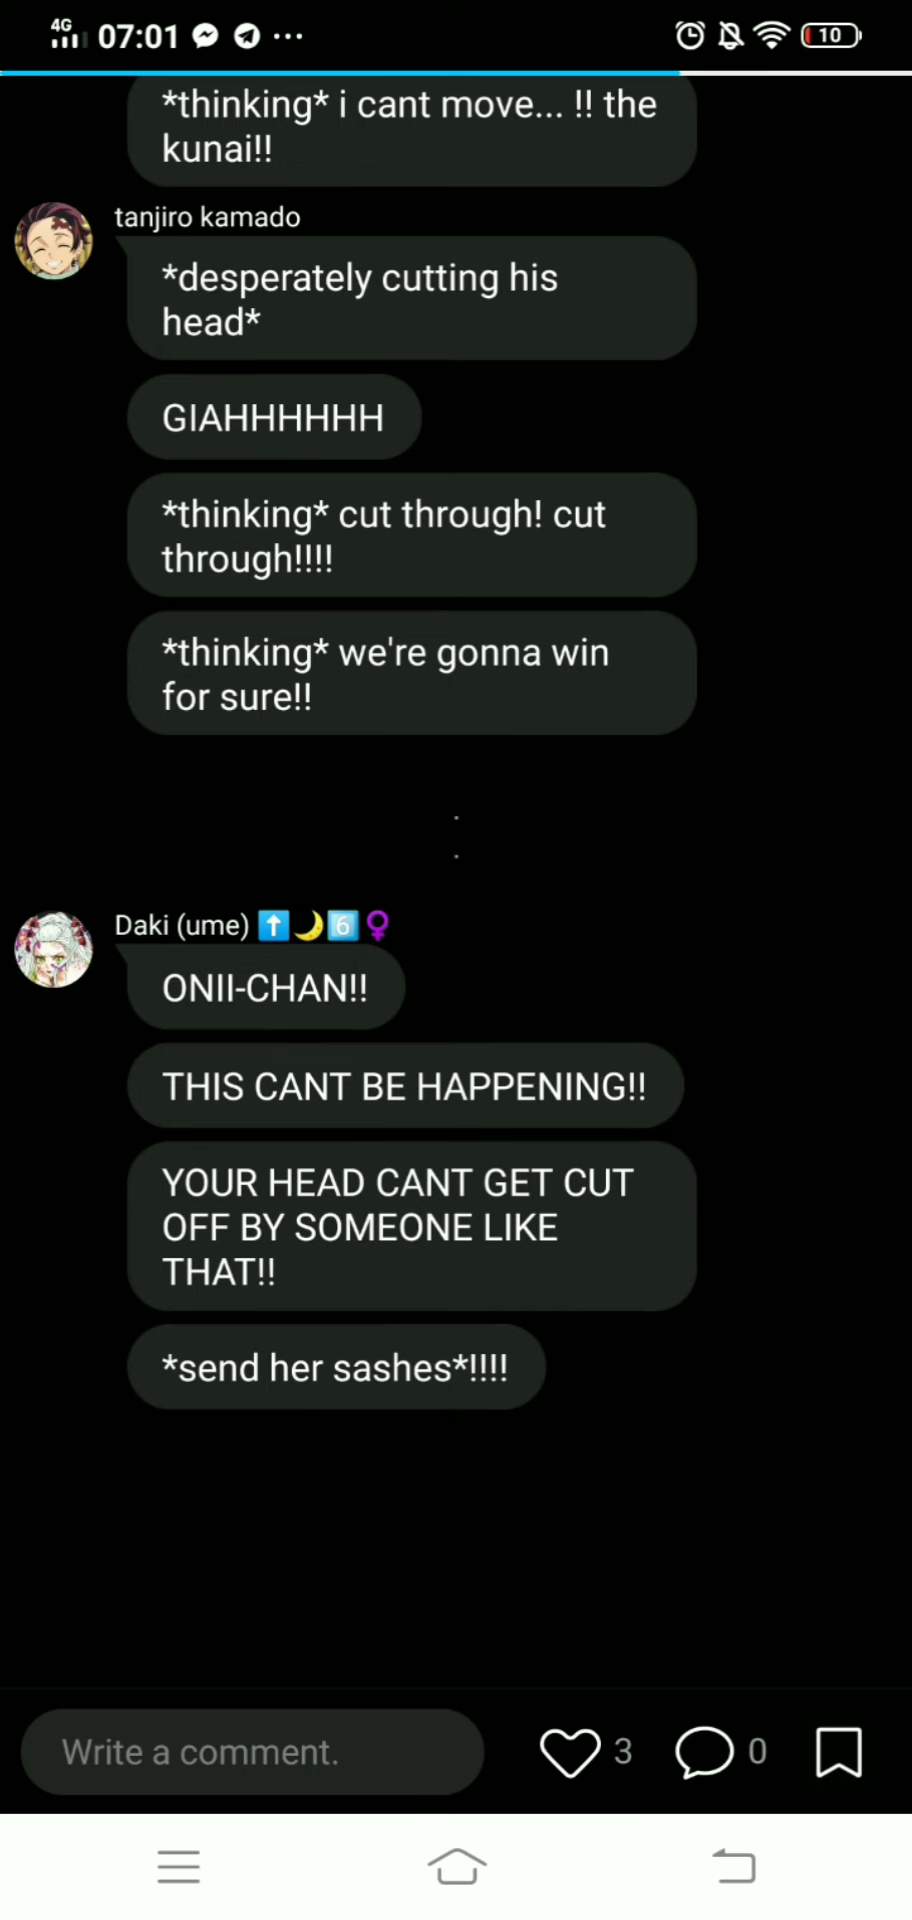 4G 07:01 10
*thinking* i cant move... !! the
kunai!!
tanjiro kamado
*desperately cutting his
head*
GIAHHHHHH
*thinking* cut through! cut
through!!!!
*thinking* we're gonna win
for sure!!
.
.
Daki (ume) ⬆️🌙6️⃣♀️
ONII-CHAN!!
THIS CANT BE HAPPENING!!
YOUR HEAD CANT GET CUT
OFF BY SOMEONE LIKE
THAT!!
*send her sashes*!!!!
Write a comment. 3 0